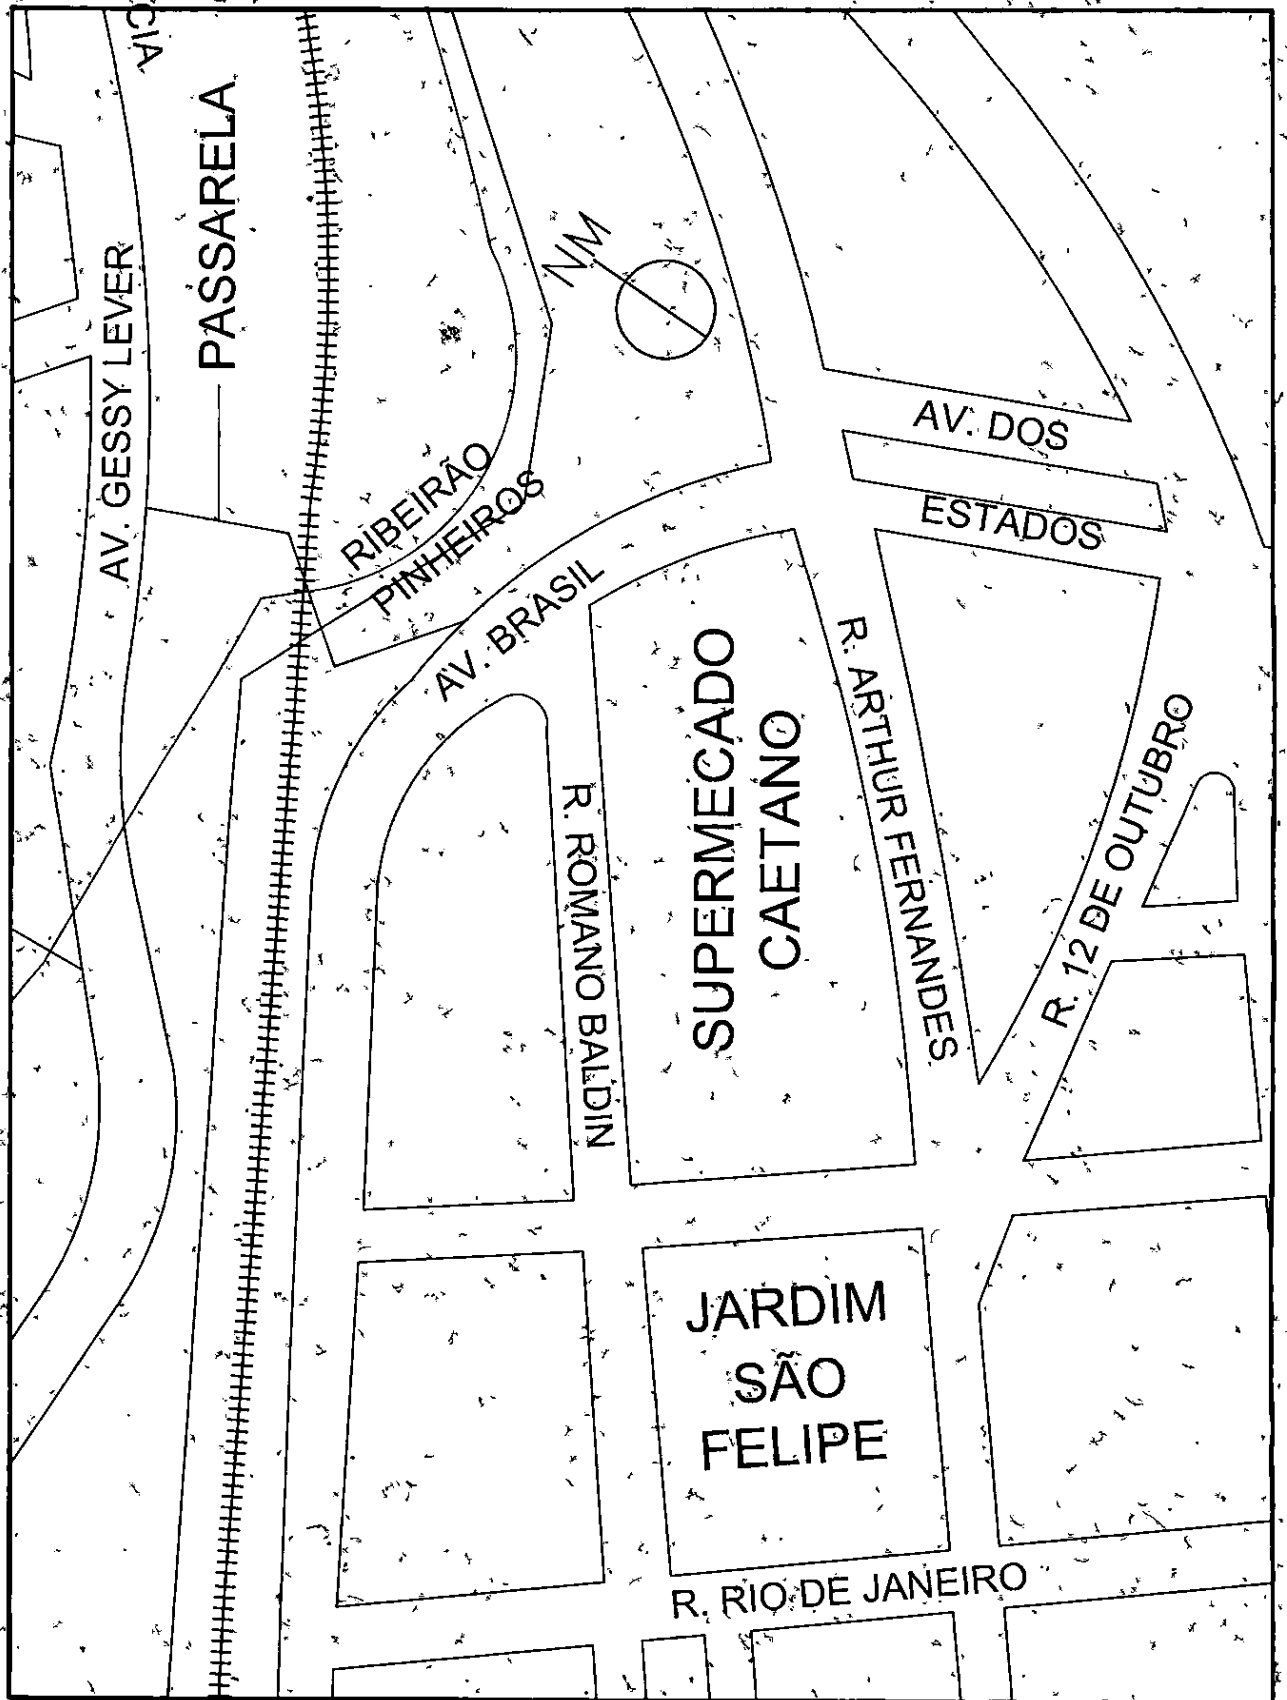 CIA.
PASSARELA
AV. GESSY LEVER
NM
RIBEIRÃO
PINHEIROS
AV. BRASIL
AV. DOS
ESTADOS
SUPERMECADO
CAETANO
R. ARTHUR FERNANDES
R. ROMANO BALDIN
R. 12 DE OUTUBRO
JARDIM
SÃO
FELIPE
R. RIO DE JANEIRO